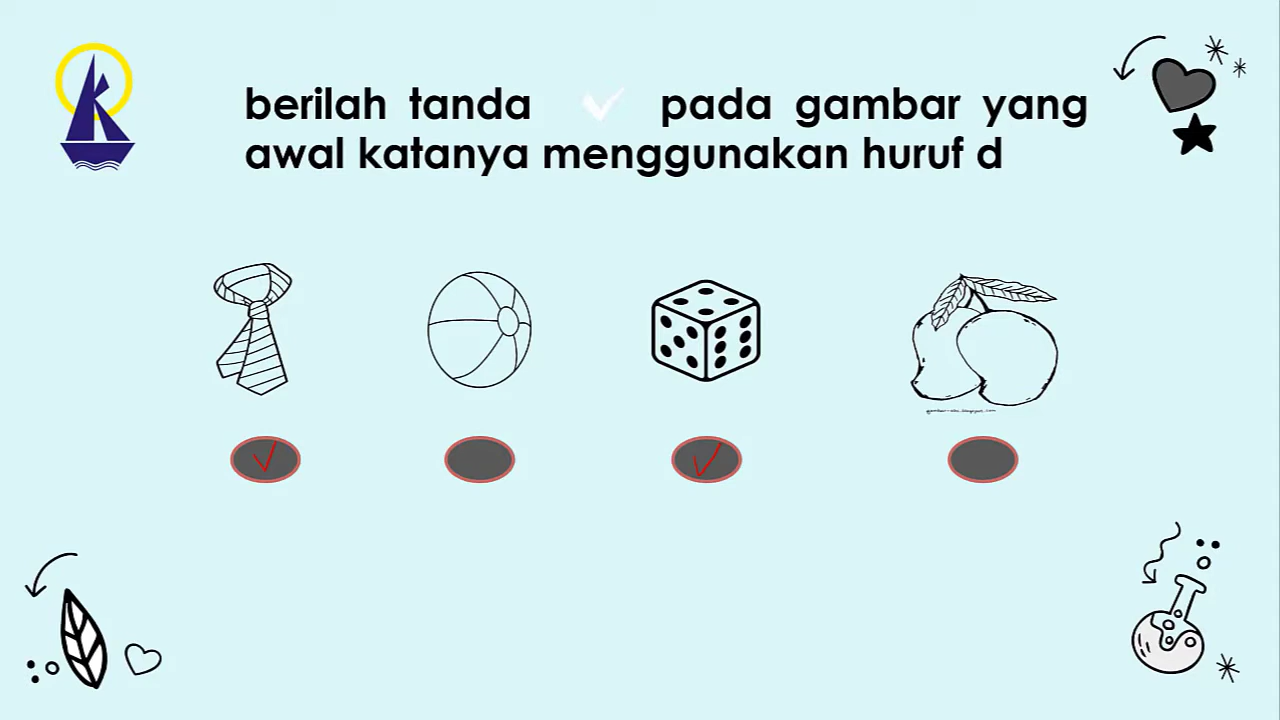 berilah tanda ✓ pada gambar yang
awal katanya menggunakan huruf d